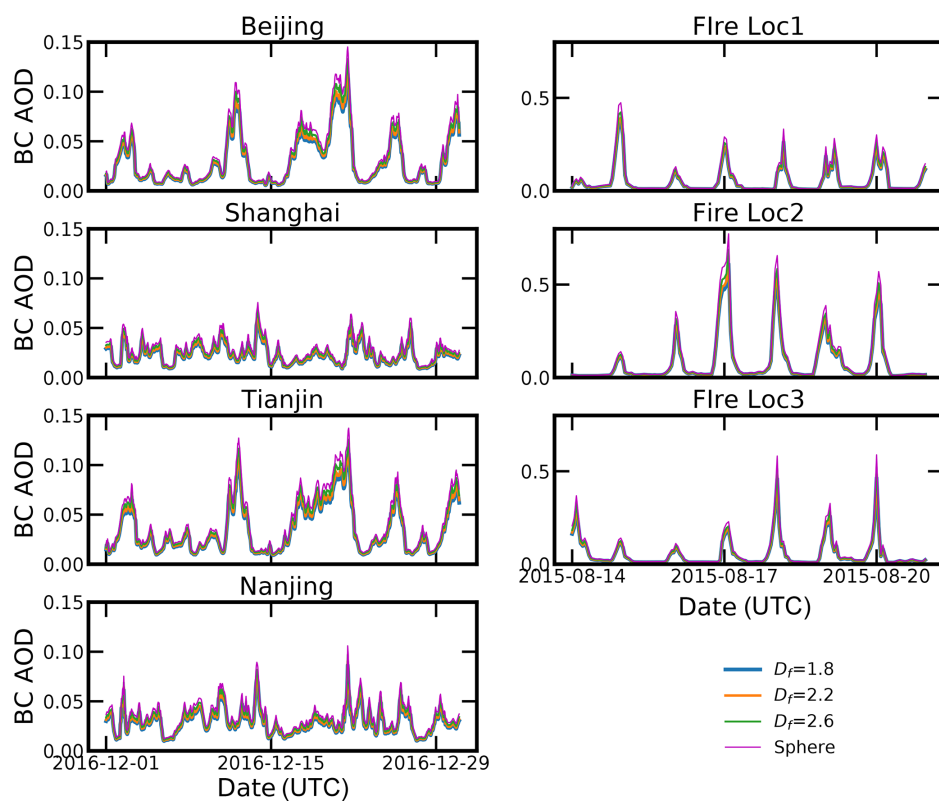 Beijing
BC AOD
0.15
0.10
0.05
0.00
Shanghai
BC AOD
0.15
0.10
0.05
0.00
Tianjin
BC AOD
0.15
0.10
0.05
0.00
Nanjing
BC AOD
0.15
0.10
0.05
0.00
2016-12-01 2016-12-15 2016-12-29
Date (UTC)
FIre Loc1
0.5
0.0
Fire Loc2
0.5
0.0
FIre Loc3
0.5
0.0
2015-08-14 2015-08-17 2015-08-20
Date (UTC)
D_f=1.8
D_f=2.2
D_f=2.6
Sphere